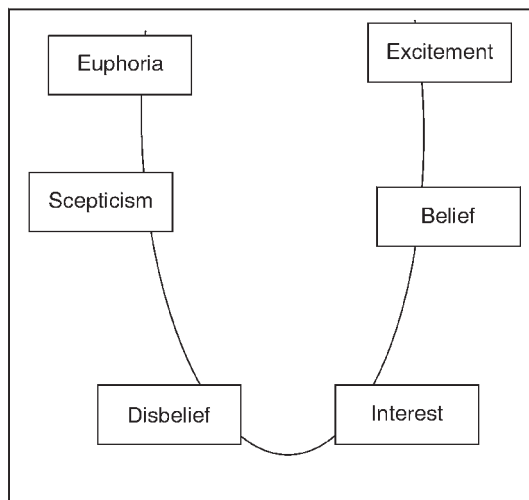 Euphoria
Excitement
Scepticism
Belief
Disbelief
Interest